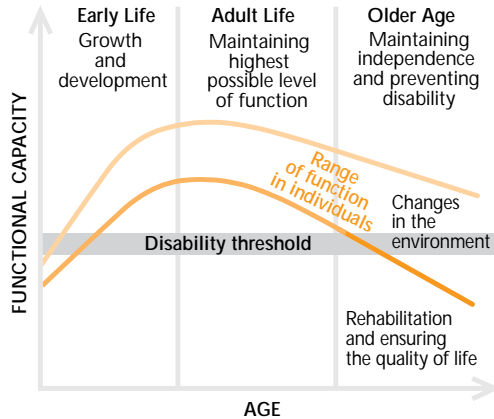 Early Life
Growth
and
development
Adult Life
Maintaining
highest
possible level
of function
Older Age
Maintaining
independence
and preventing
disability
FUNCTIONAL CAPACITY
Range
of function
in individuals
Changes
in the
environment
Disability threshold
Rehabilitation
and ensuring
the quality of life
AGE